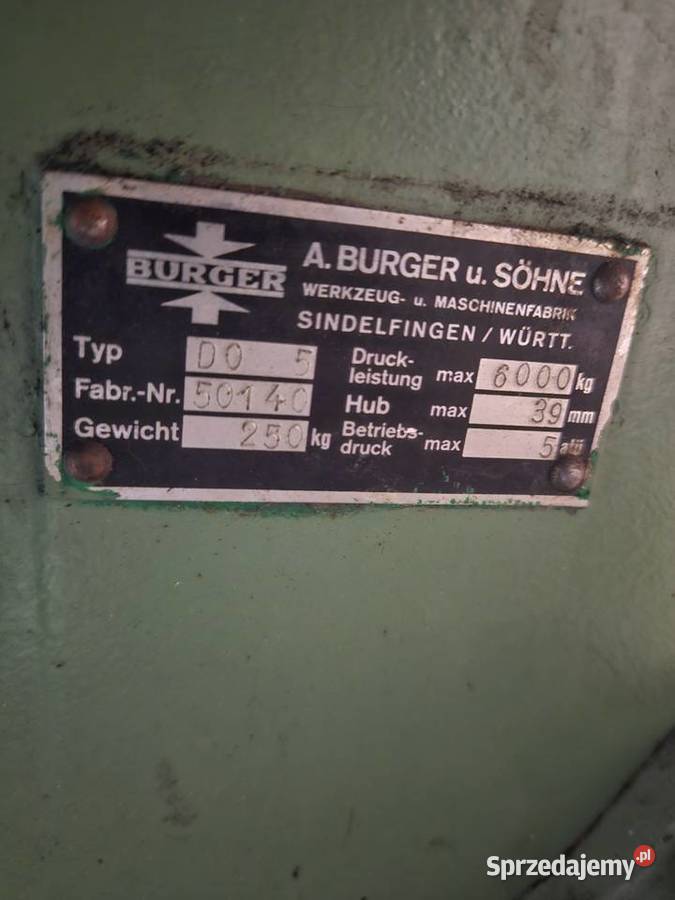 BURGER
A. BURGER u. SÖHNE
WERKZEUG- u. MASCHINENFABRIK
SINDELFINGEN / WÜRTT.
Typ DO 5
Fabr.-Nr. 50140
Gewicht 250 kg
Druck-
leistung max 6000 kg
Hub max 39 mm
Betriebs-
druck max 5 atü
Sprzedajemy.pl